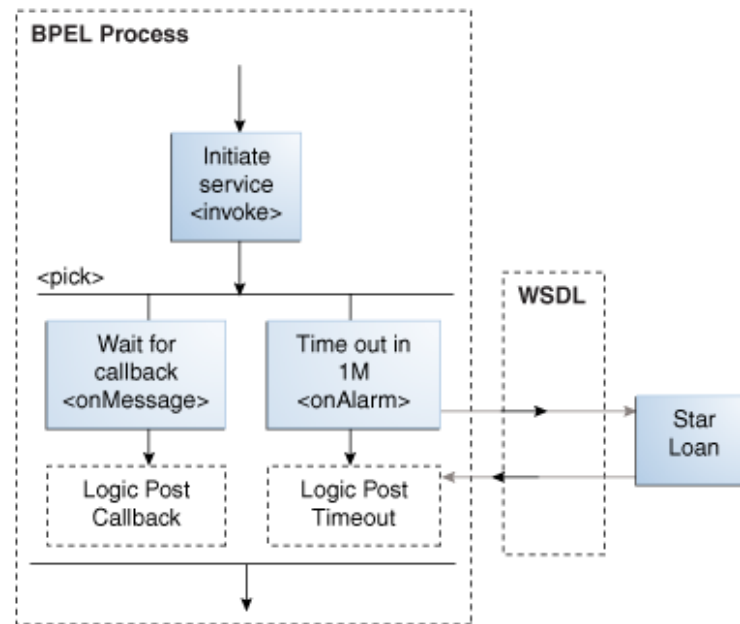 BPEL Process
Initiate
service
<invoke>
<pick>
Wait for
callback
<onMessage>
Time out in
1M
<onAlarm>
WSDL
Star
Loan
Logic Post
Callback
Logic Post
Timeout